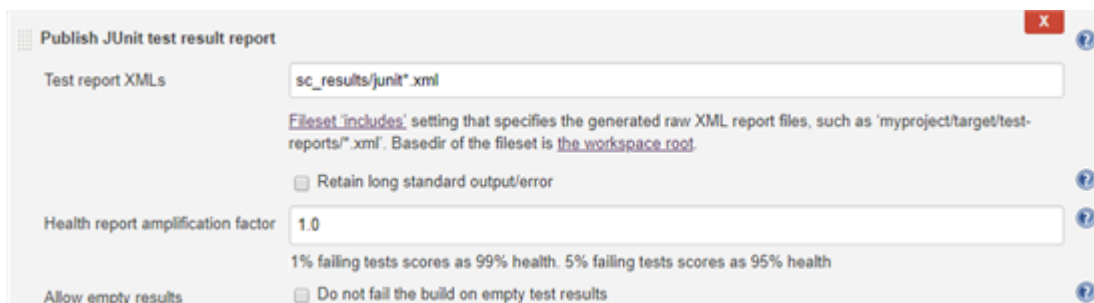 X
Publish JUnit test result report
Test report XMLs
sc_results/junit*.xml
Fileset 'includes' setting that specifies the generated raw XML report files, such as 'myproject/target/test-
reports/*.xml'. Basedir of the fileset is the workspace root.
Retain long standard output/error
Health report amplification factor
1.0
1% failing tests scores as 99% health. 5% failing tests scores as 95% health
Allow empty results
Do not fail the build on empty test results